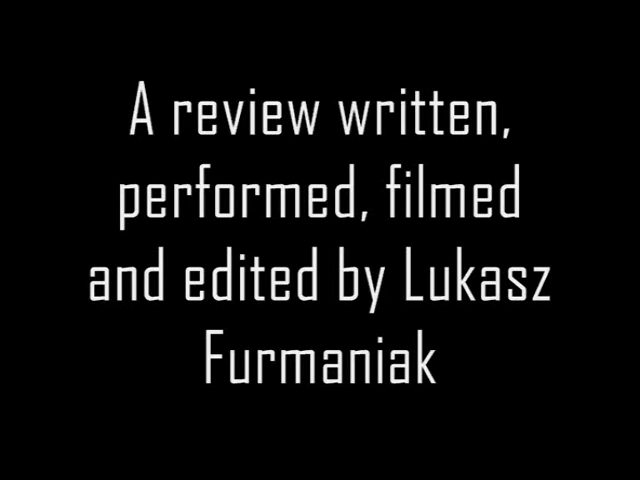 A review written,
performed, filmed
and edited by Lukasz
Furmaniak